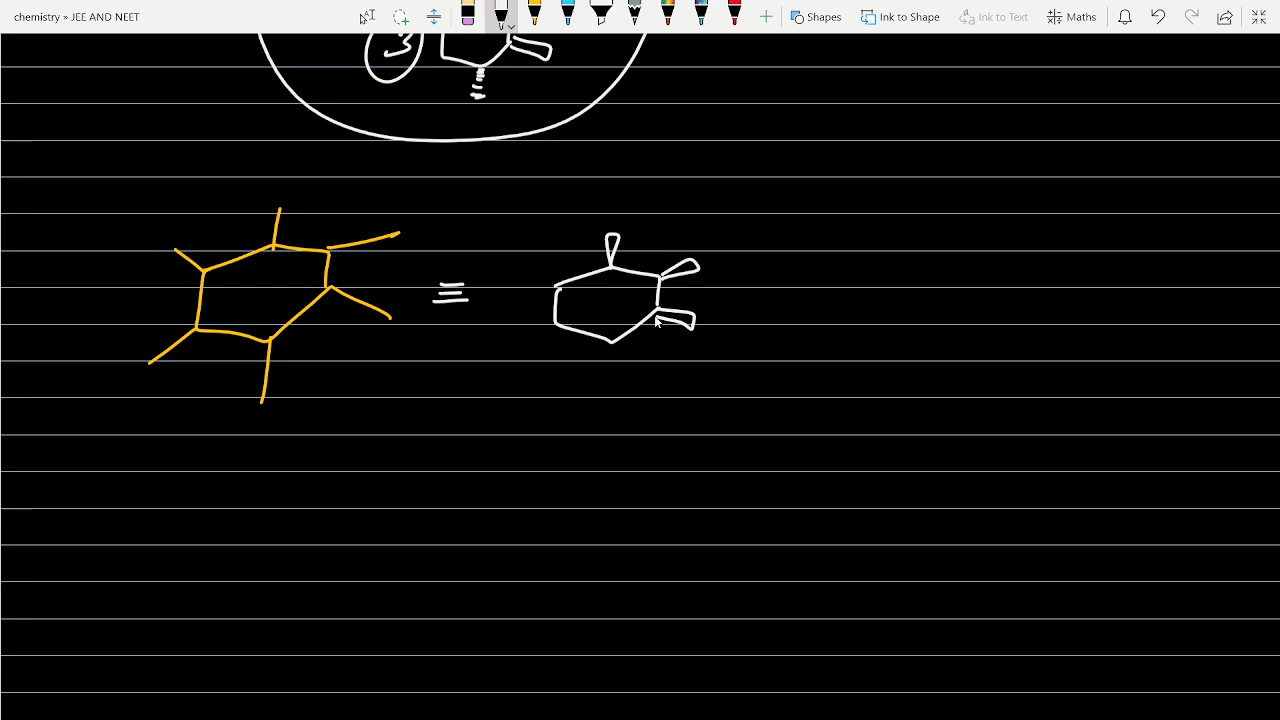 chemistry » JEE AND NEET
Shapes
Ink to Shape
Ink to Text
Maths